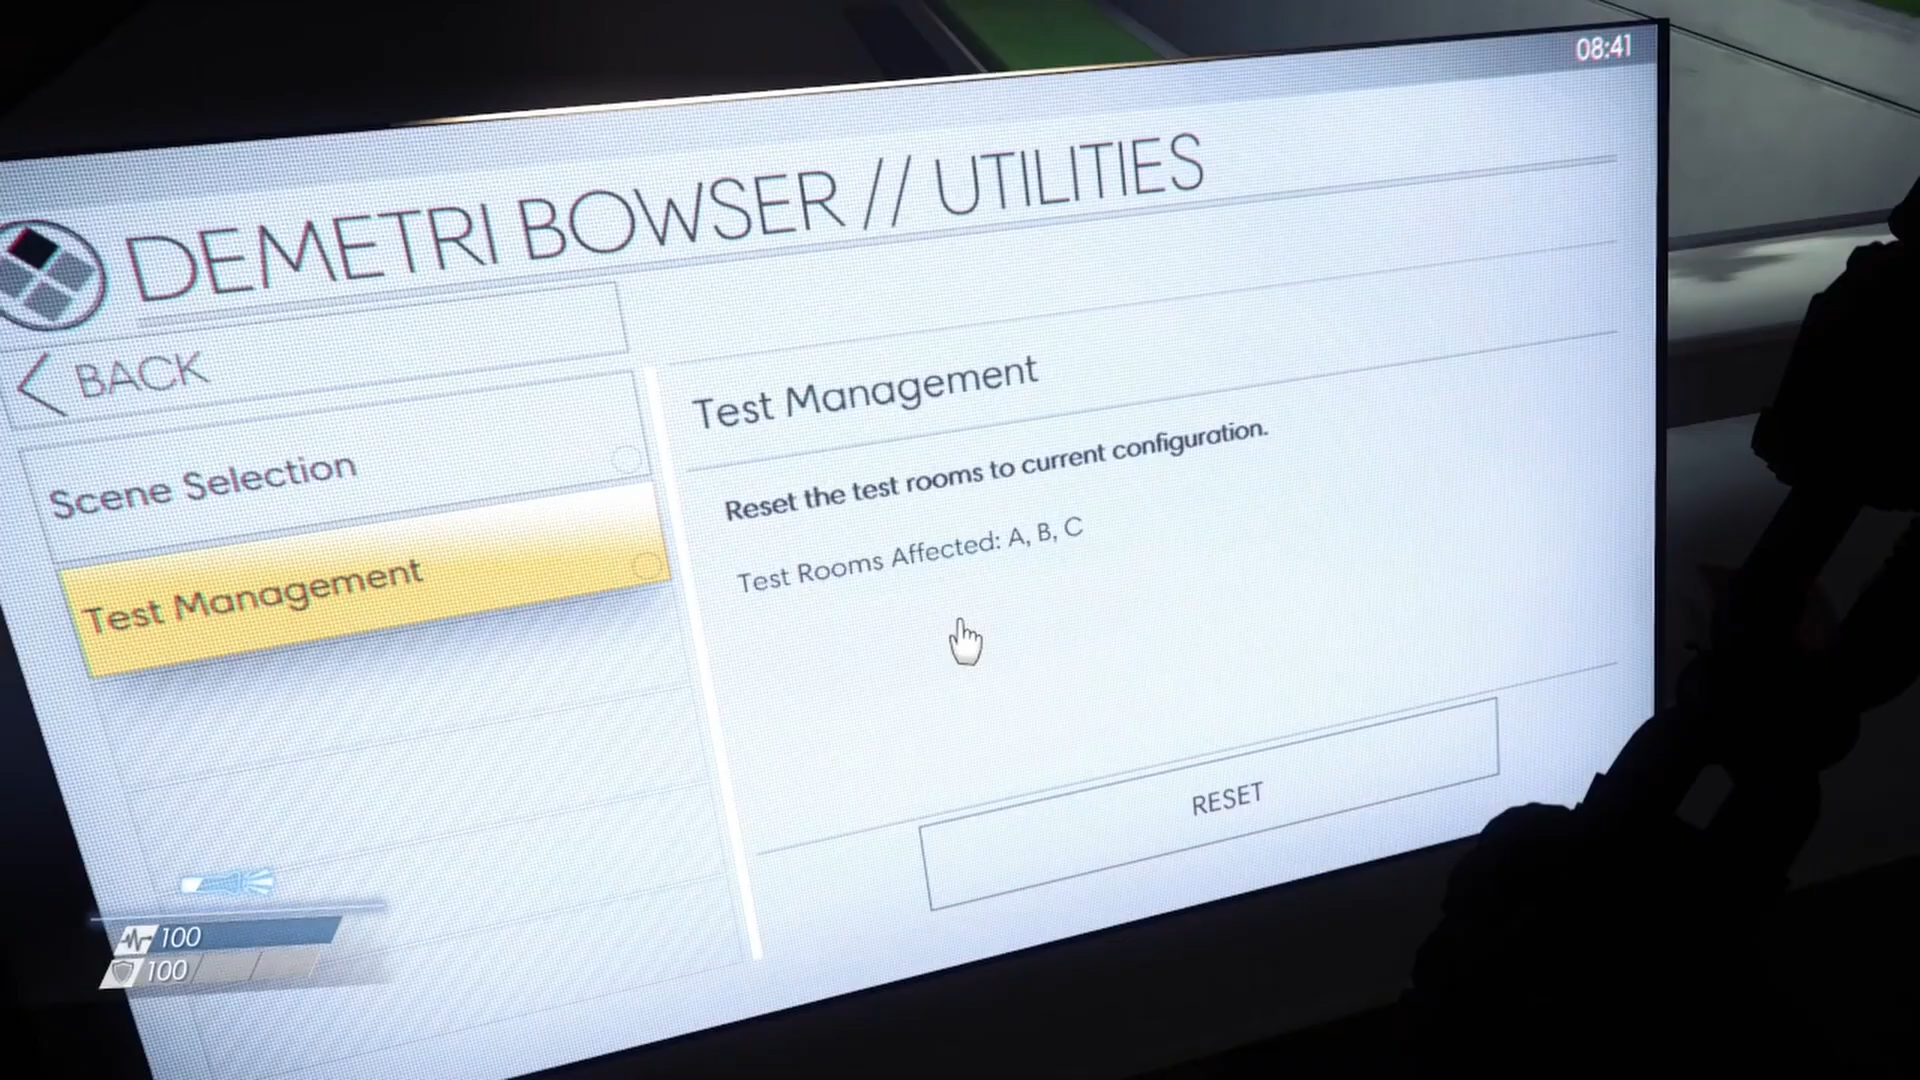 08:41
DEMETRI BOWSER // UTILITIES
BACK
Scene Selection
Test Management
Test Management
Reset the test rooms to current configuration.
Test Rooms Affected: A, B, C
RESET
100
100